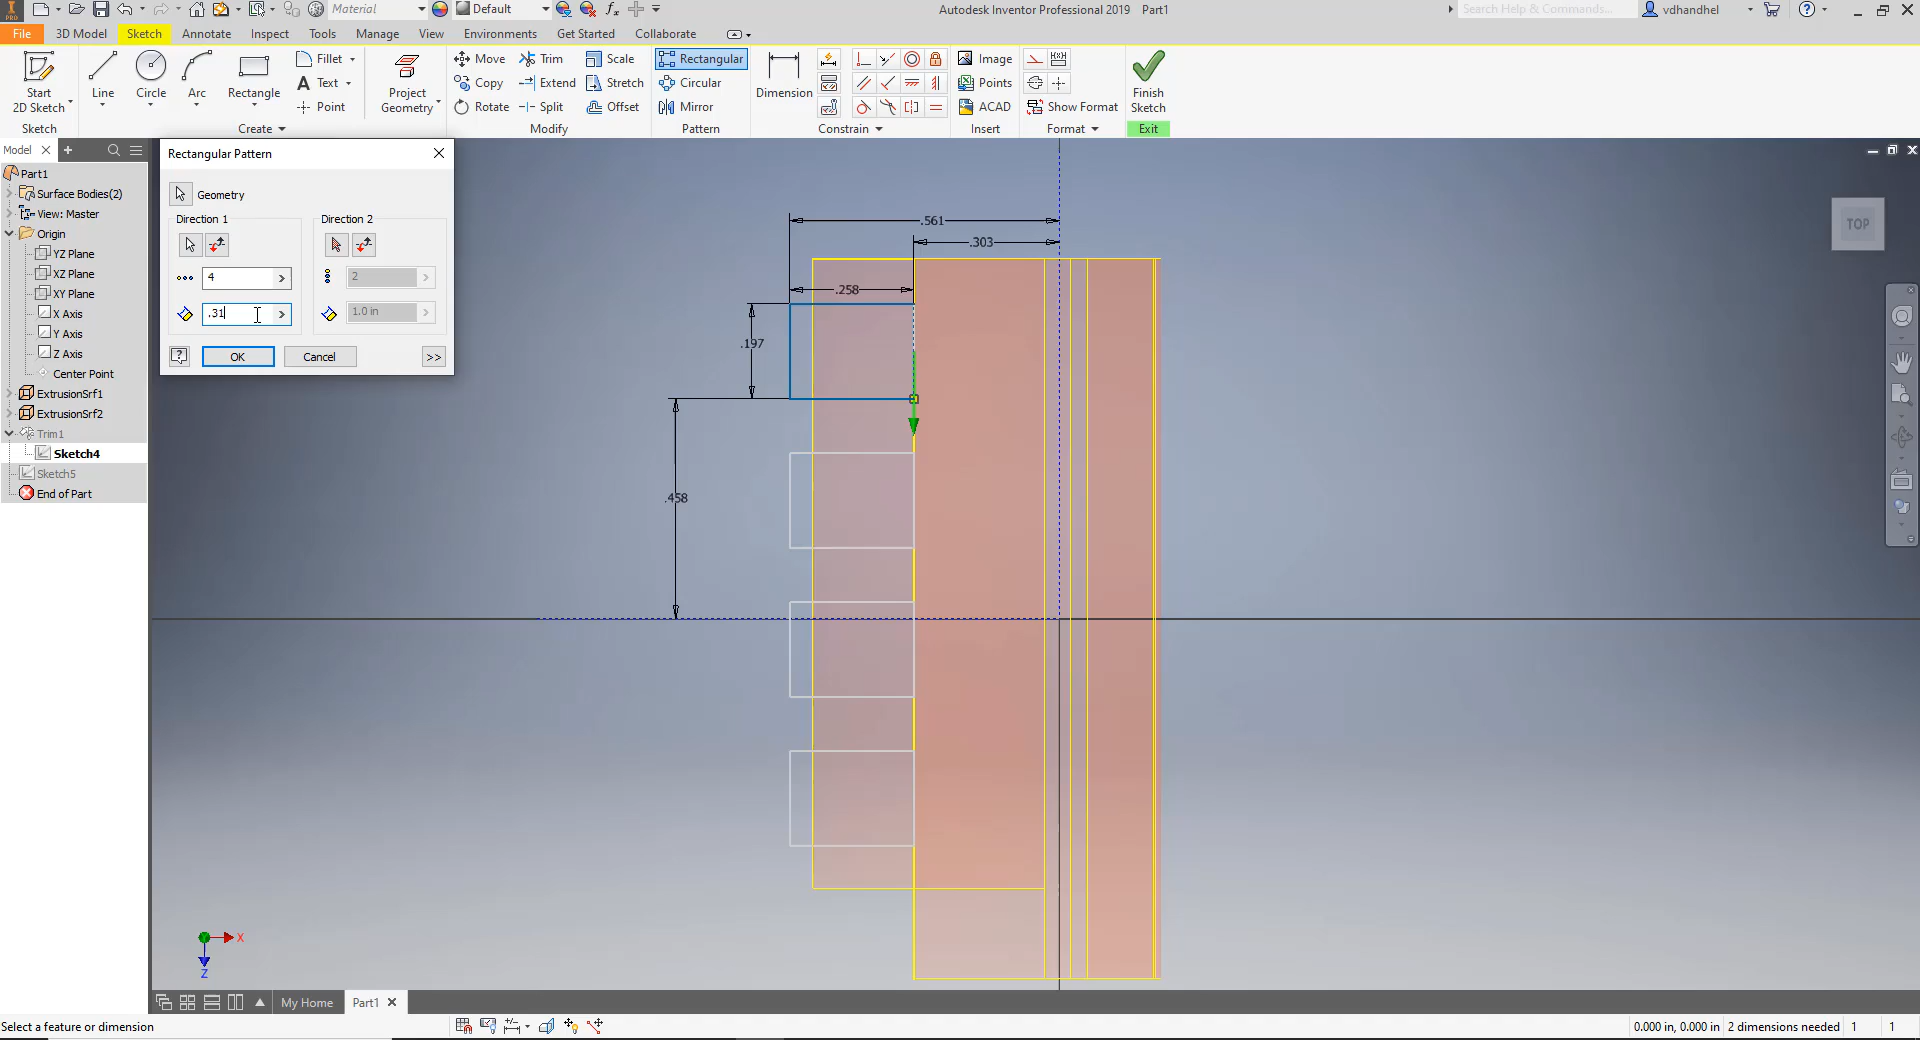 Material
Default
Autodesk Inventor Professional 2019 Part1
Search Help & Commands...
vdhandhel
PRO
File
3D Model
Sketch
Annotate
Inspect
Tools
Manage
View
Environments
Get Started
Collaborate
Start
2D Sketch
Line
Circle
Arc
Rectangle
Fillet
Text
Point
Project
Geometry
Move
Copy
Rotate
Trim
Extend
Split
Scale
Stretch
Offset
Rectangular
Circular
Mirror
Dimension
Image
Points
ACAD
Show Format
Finish
Sketch
Sketch
Create
Modify
Pattern
Constrain
Insert
Format
Exit
Model
Part1
Surface Bodies(2)
View: Master
Origin
YZ Plane
XZ Plane
XY Plane
X Axis
Y Axis
Z Axis
Center Point
ExtrusionSrf1
ExtrusionSrf2
Trim1
Sketch4
Sketch5
End of Part
Rectangular Pattern
Geometry
Direction 1
Direction 2
4
2
.31
1.0 in
OK
Cancel
>>
.561
.303
.258
.197
.458
TOP
X
Z
My Home
Part1
Select a feature or dimension
0.000 in, 0.000 in
2 dimensions needed
1
1